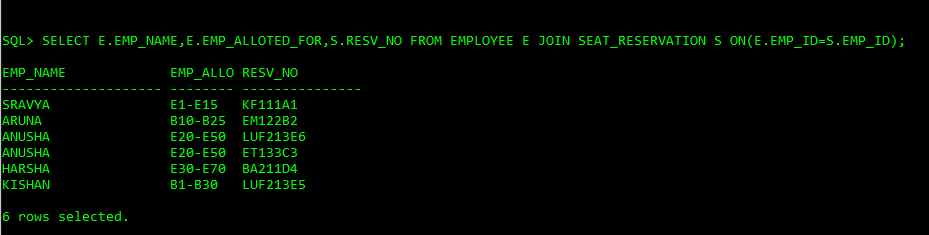 SQL> SELECT E.EMP_NAME,E.EMP_ALLOTED_FOR,S.RESV_NO FROM EMPLOYEE E JOIN SEAT_RESERVATION S ON(E.EMP_ID=S.EMP_ID);
EMP_NAME             EMP_ALLO RESV_NO
-------------------- -------- ---------------
SRAVYA               E1-E15   KF111A1
ARUNA                B10-B25  EM122B2
ANUSHA               E20-E50  LUF213E6
ANUSHA               E20-E50  ET133C3
HARSHA               E30-E70  BA211D4
KISHAN               B1-B30   LUF213E5
6 rows selected.